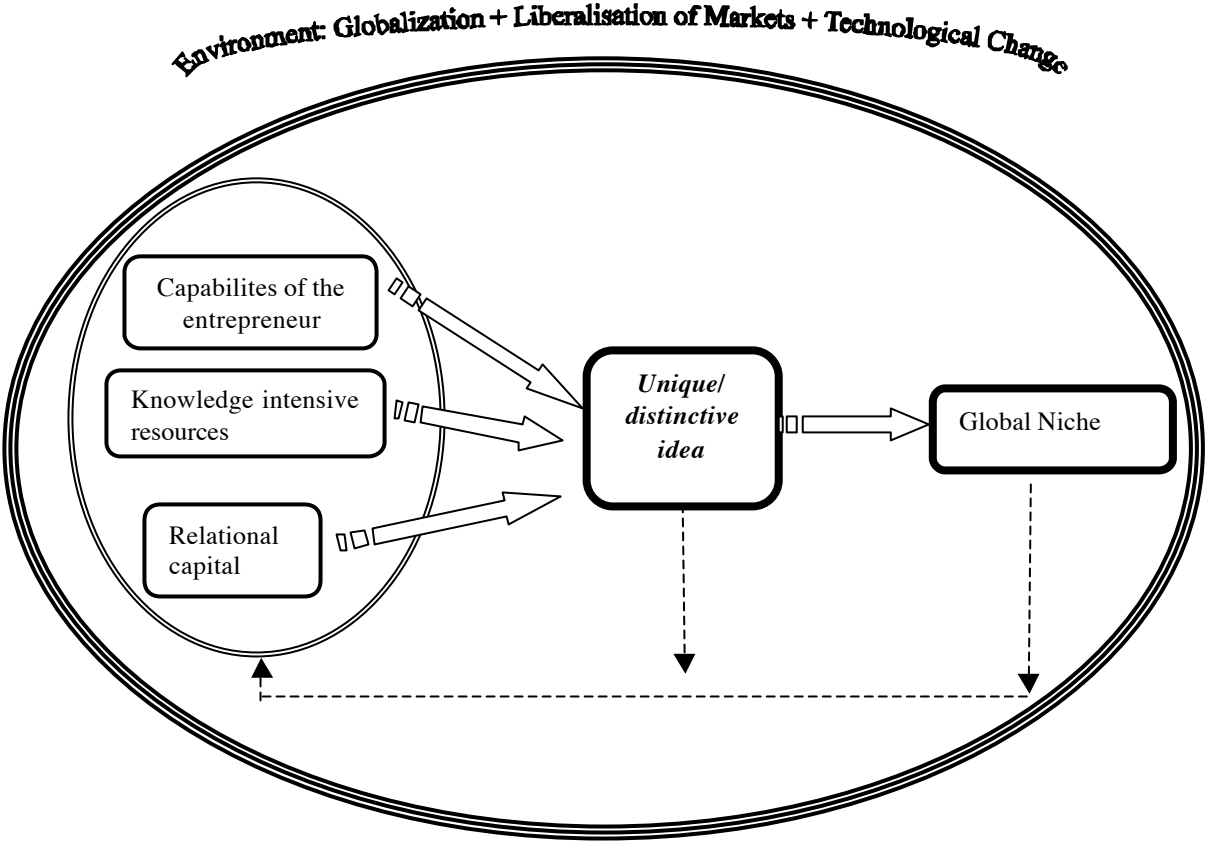 Environment: Globalization + Liberalisation of Markets + Technological Change
Capabilites of the
entrepreneur
Knowledge intensive
resources
Relational
capital
Unique/
distinctive
idea
Global Niche